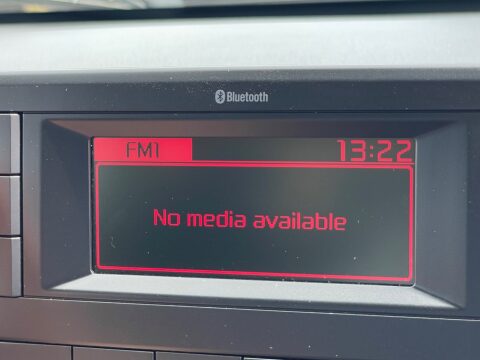 Bluetooth
FM1 13:22
No media available